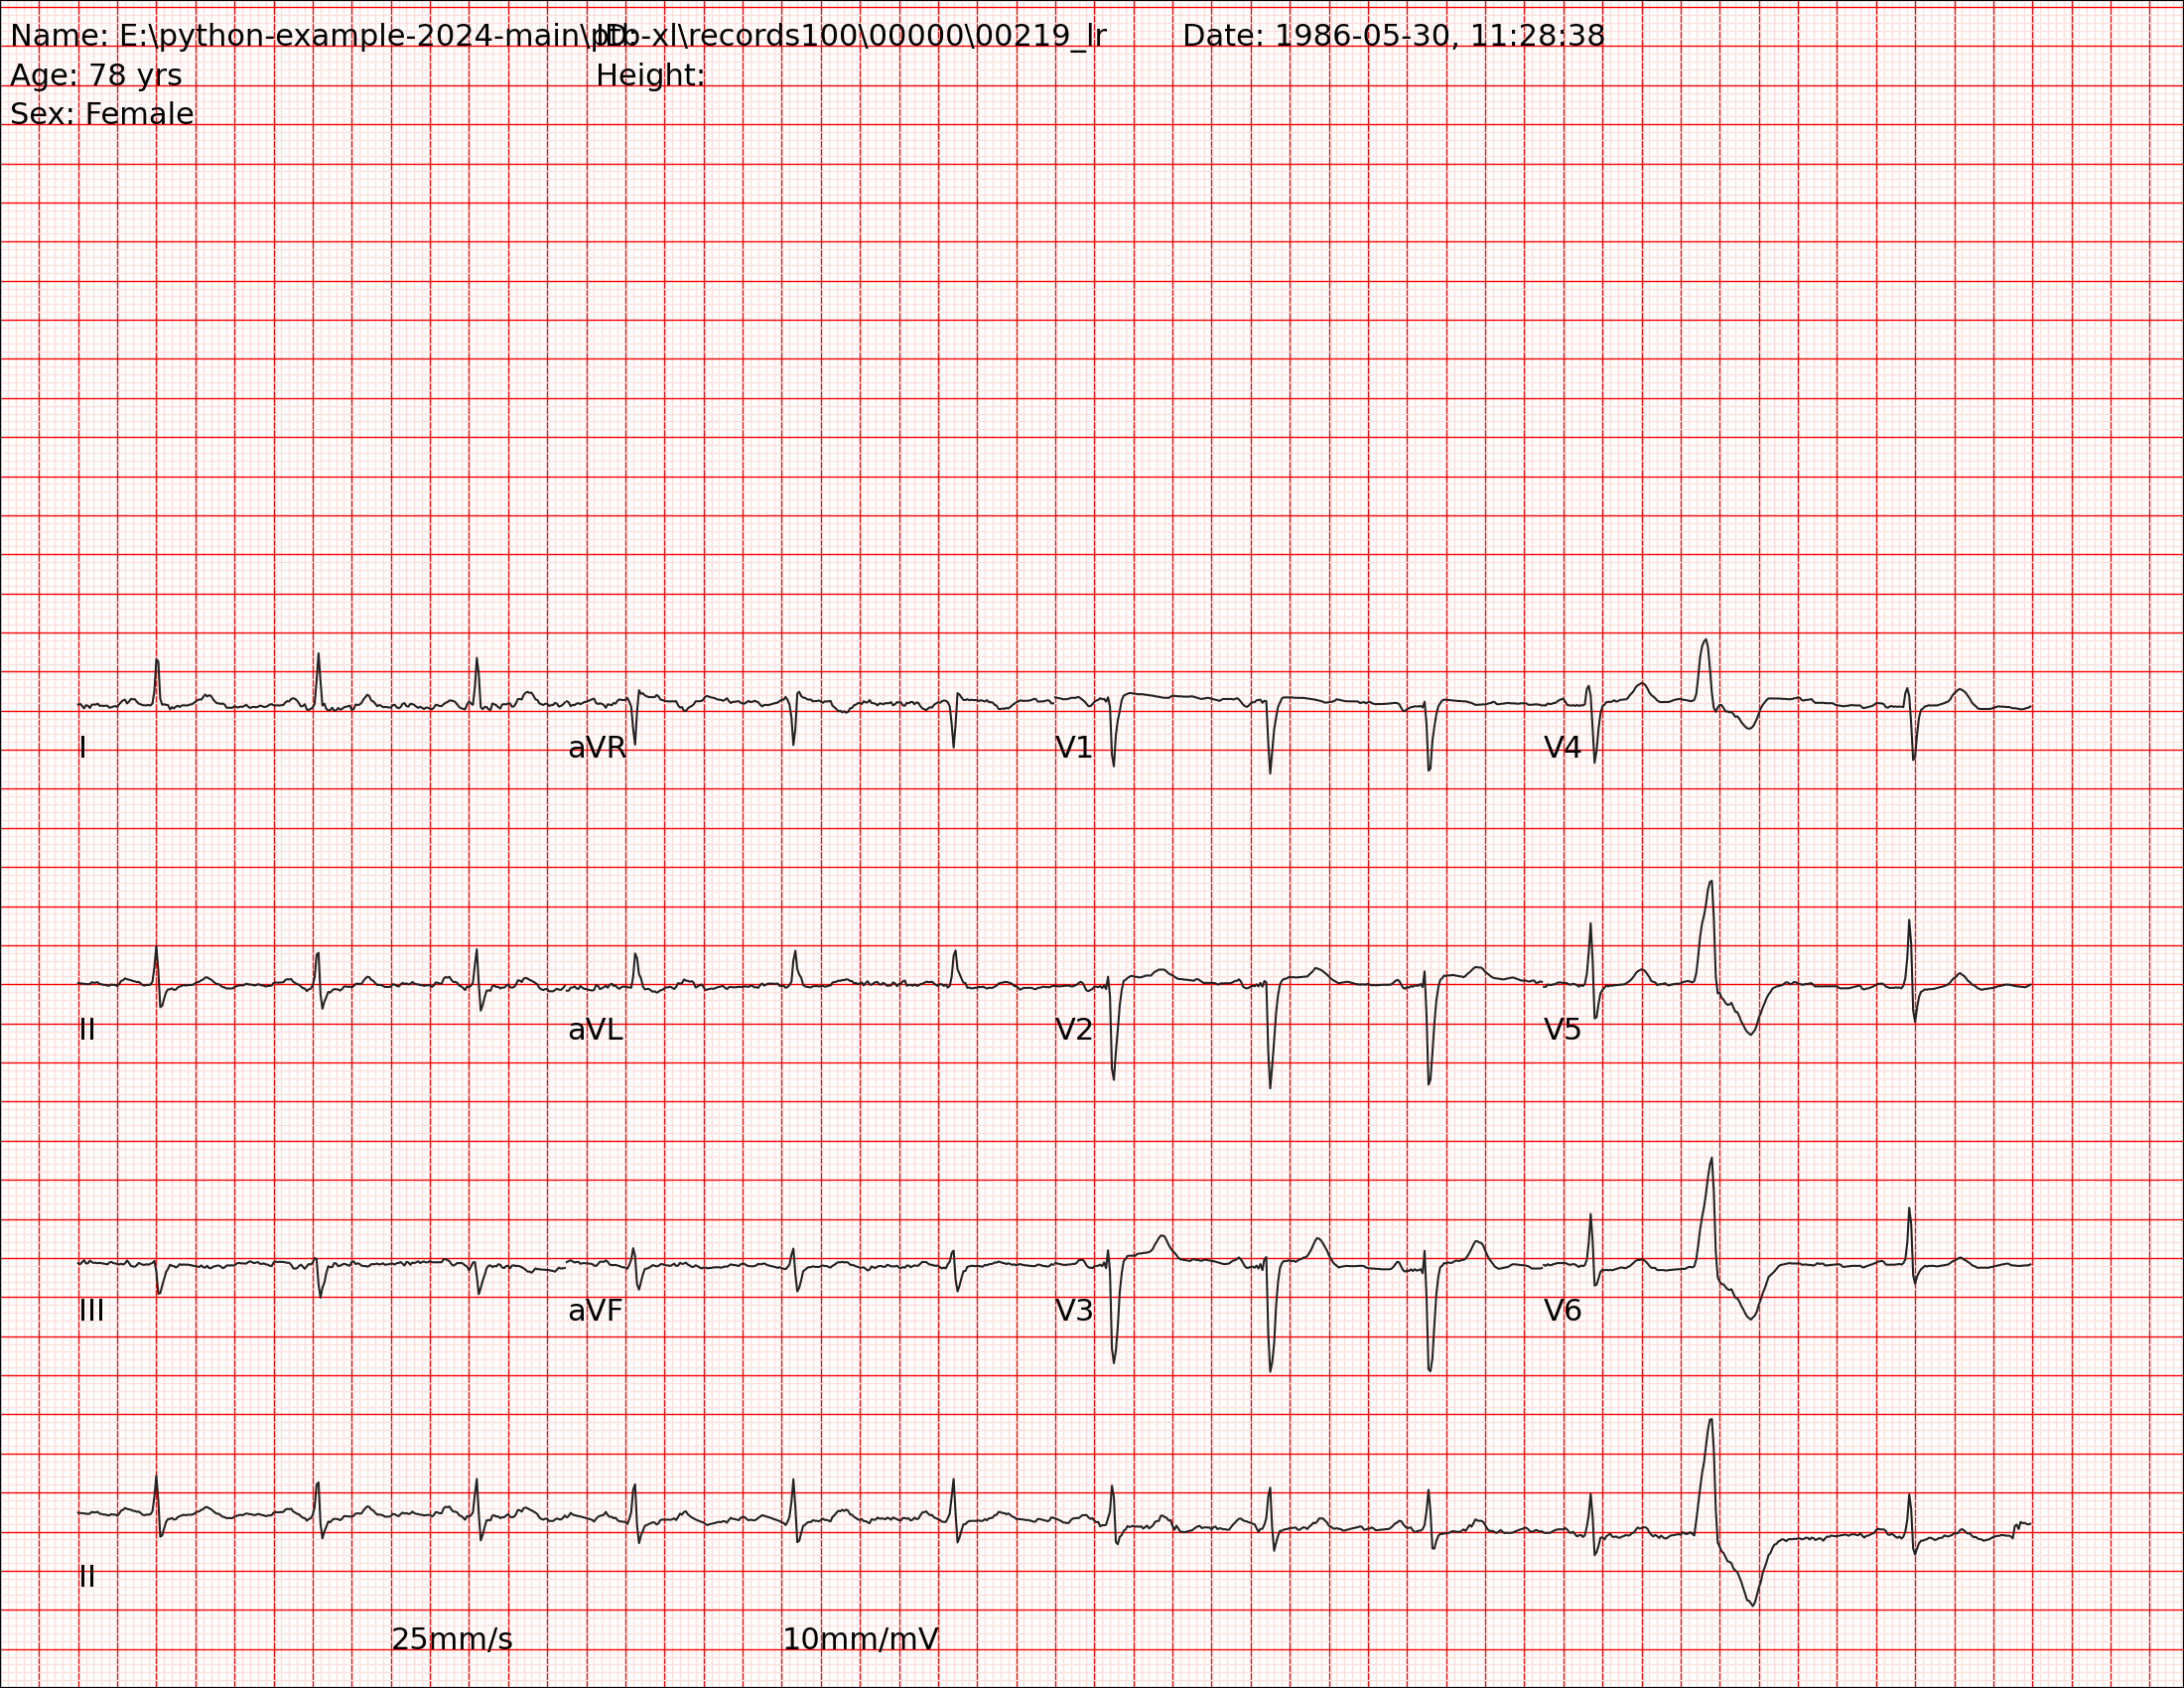 Name: E:\python-example-2024-main\ptb-xl\records100\00000\00219_lr ID: Date: 1986-05-30, 11:28:38
Age: 78 yrs Height:
Sex: Female
I aVR V1 V4
II aVL V2 V5
III aVF V3 V6
II
25mm/s 10mm/mV